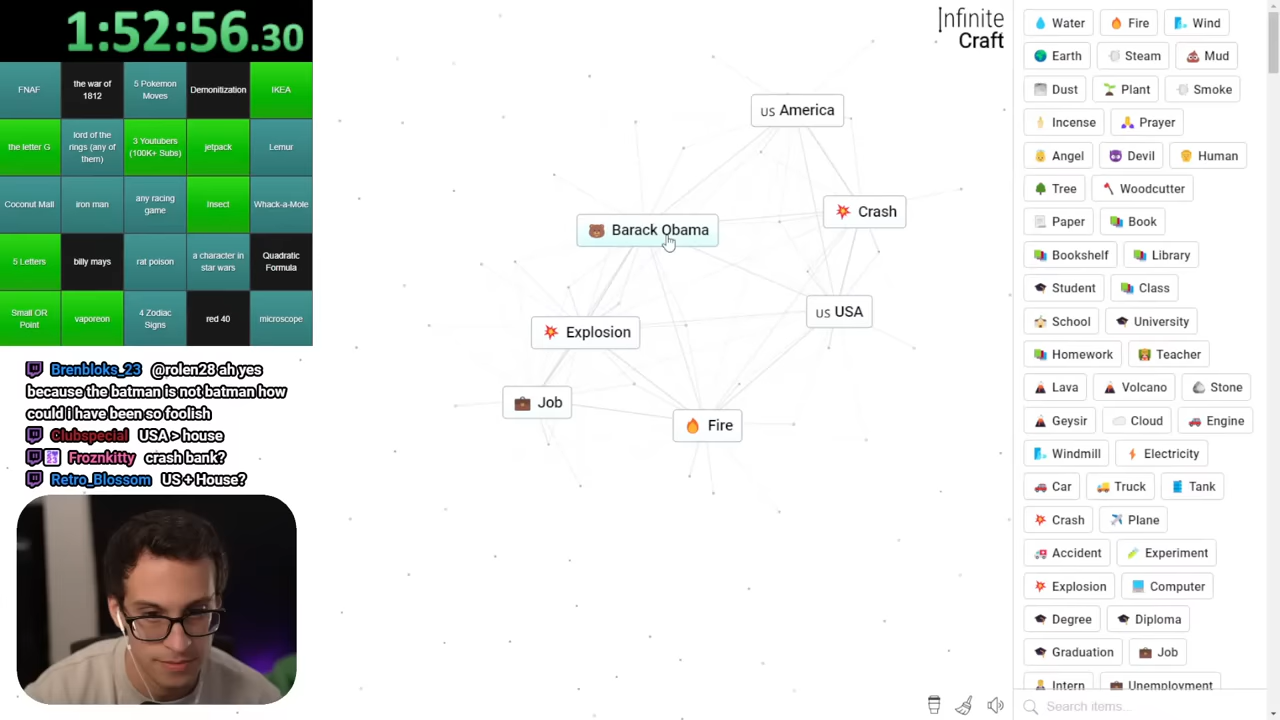 1:52:56.30
FNAF
the war of
1812
5 Pokemon
Moves
Demonitization
IKEA
the letter G
lord of the
rings (any of
them)
3 Youtubers
(100K+ Subs)
jetpack
Lemur
Coconut Mall
iron man
any racing
game
Insect
Whack-a-Mole
5 Letters
billy mays
rat poison
a character in
star wars
Quadratic
Formula
Small OR
Point
vaporeon
4 Zodiac
Signs
red 40
microscope
Brenbloks_23 @rolen28 ah yes
because the batman is not batman how
could i have been so foolish
Clubspecial USA > house
Froznkitty crash bank?
Retro_Blossom US + House?
Infinite
Craft
US America
Crash
Barack Obama
US USA
Explosion
Job
Fire
Water
Fire
Wind
Earth
Steam
Mud
Dust
Plant
Smoke
Incense
Prayer
Angel
Devil
Human
Tree
Woodcutter
Paper
Book
Bookshelf
Library
Student
Class
School
University
Homework
Teacher
Lava
Volcano
Stone
Geysir
Cloud
Engine
Windmill
Electricity
Car
Truck
Tank
Crash
Plane
Accident
Experiment
Explosion
Computer
Degree
Diploma
Graduation
Job
Intern
Unemployment
Search items...